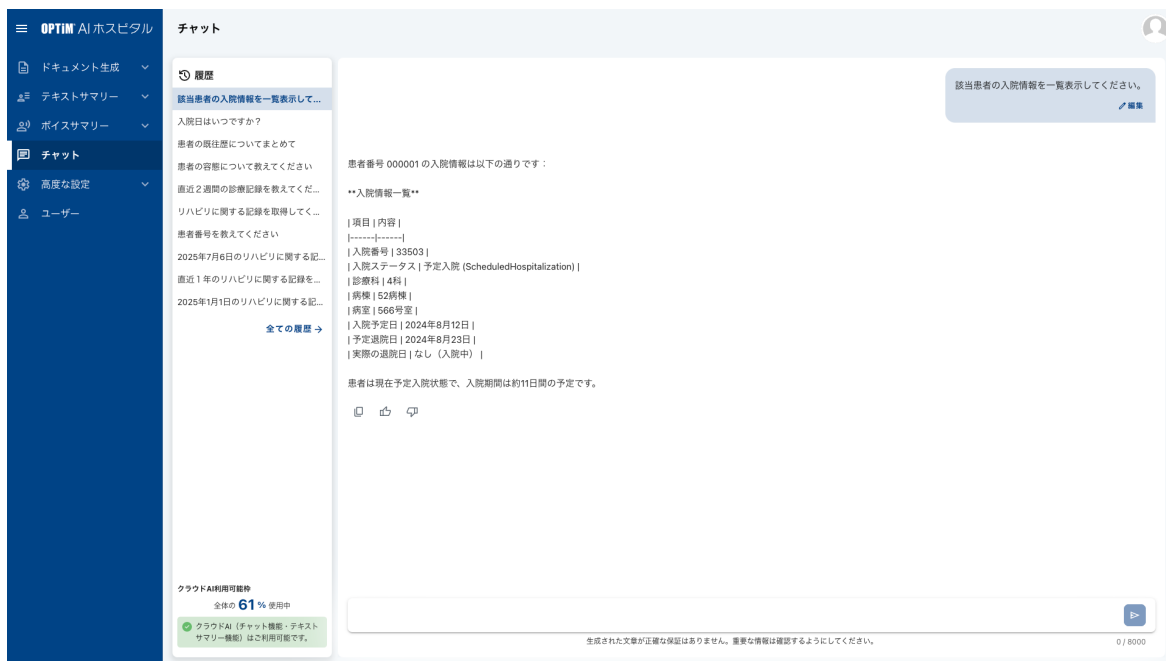 OPTiM AI ホスピタル
ドキュメント生成
テキストサマリー
ボイスサマリー
チャット
高度な設定
ユーザー
チャット
履歴
該当患者の入院情報を一覧表示して...
入院日はいつですか？
患者の既往歴についてまとめて
患者の容態について教えてください
直近２週間の診療記録を教えてくだ...
リハビリに関する記録を取得してく...
患者番号を教えてください
2025年7月6日のリハビリに関する記...
直近１年のリハビリに関する記録を...
2025年1月1日のリハビリに関する記...
全ての履歴 →
クラウドAI利用可能枠
全体の 61 % 使用中
クラウドAI（チャット機能・テキスト
サマリー機能）はご利用可能です。
該当患者の入院情報を一覧表示してください。
編集
患者番号 000001 の入院情報は以下の通りです：
**入院情報一覧**
| 項目 | 内容 |
|------|------|
| 入院番号 | 33503 |
| 入院ステータス | 予定入院 (ScheduledHospitalization) |
| 診療科 | 4科 |
| 病棟 | 52病棟 |
| 病室 | 566号室 |
| 入院予定日 | 2024年8月12日 |
| 予定退院日 | 2024年8月23日 |
| 実際の退院日 | なし（入院中） |
患者は現在予定入院状態で、入院期間は約11日間の予定です。
生成された文章が正確な保証はありません。重要な情報は確認するようにしてください。
0 / 8000